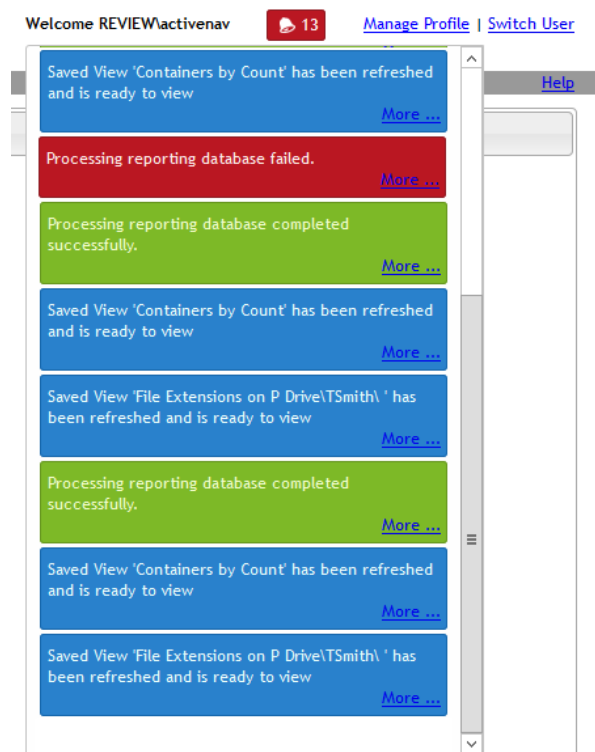 Welcome REVIEW\activenav 13 Manage Profile | Switch User
Help
Saved View 'Containers by Count' has been refreshed
and is ready to view
More ...
Processing reporting database failed.
More ...
Processing reporting database completed
successfully.
More ...
Saved View 'Containers by Count' has been refreshed
and is ready to view
More ...
Saved View 'File Extensions on P Drive\TSmith\ ' has
been refreshed and is ready to view
More ...
Processing reporting database completed
successfully.
More ...
Saved View 'Containers by Count' has been refreshed
and is ready to view
More ...
Saved View 'File Extensions on P Drive\TSmith\ ' has
been refreshed and is ready to view
More ...